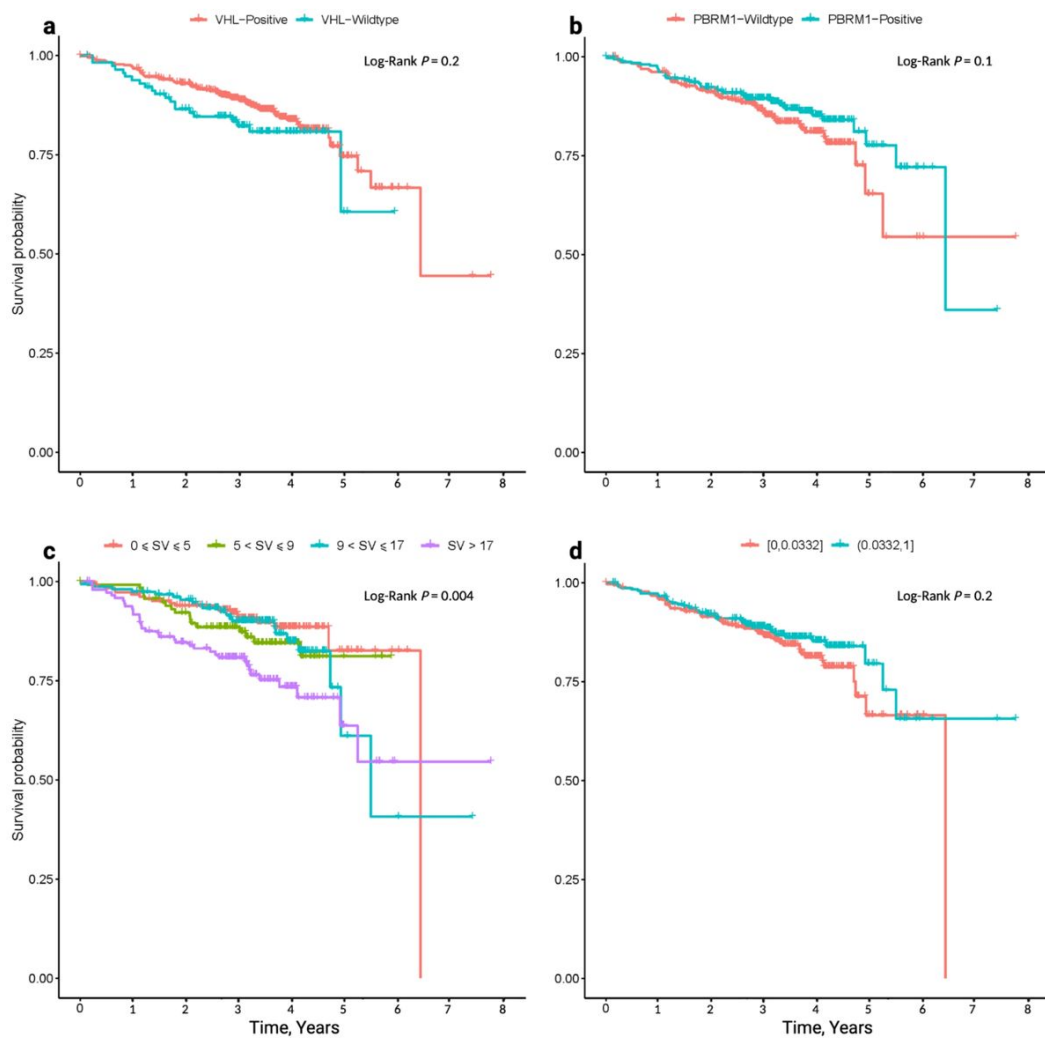 a
VHL-Positive VHL-Wildtype
Log-Rank P = 0.2
Survival probability
1.00
0.75
0.50
0.25
0.00
0 1 2 3 4 5 6 7 8
b
PBRM1-Wildtype PBRM1-Positive
Log-Rank P = 0.1
1.00
0.75
0.50
0.25
0.00
0 1 2 3 4 5 6 7 8
c
0 ⩽ SV ⩽ 5 5 < SV ⩽ 9 9 < SV ⩽ 17 SV > 17
Log-Rank P = 0.004
Survival probability
1.00
0.75
0.50
0.25
0.00
0 1 2 3 4 5 6 7 8
Time, Years
d
[0,0.0332] (0.0332,1]
Log-Rank P = 0.2
1.00
0.75
0.50
0.25
0.00
0 1 2 3 4 5 6 7 8
Time, Years